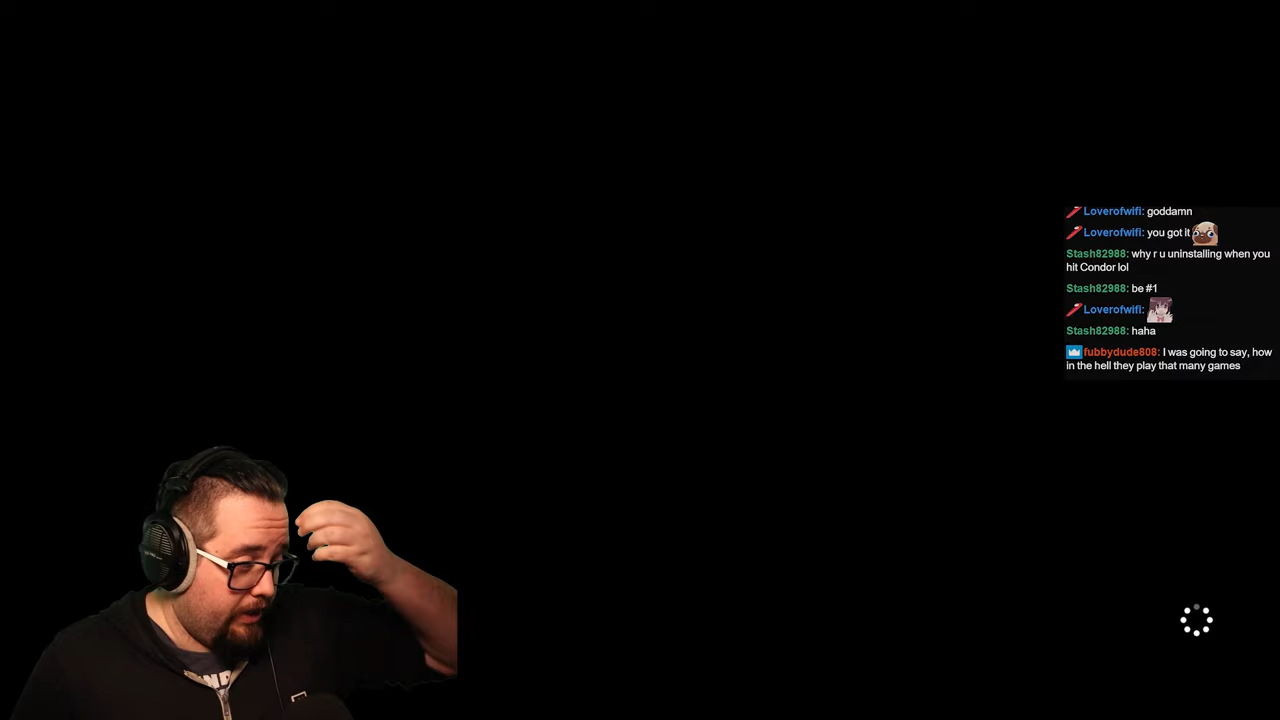 Loverofwifi: goddamn
Loverofwifi: you got it
Stash82988: why r u uninstalling when you
hit Condor lol
Stash82988: be #1
Loverofwifi:
Stash82988: haha
fubbydude808: I was going to say, how
in the hell they play that many games